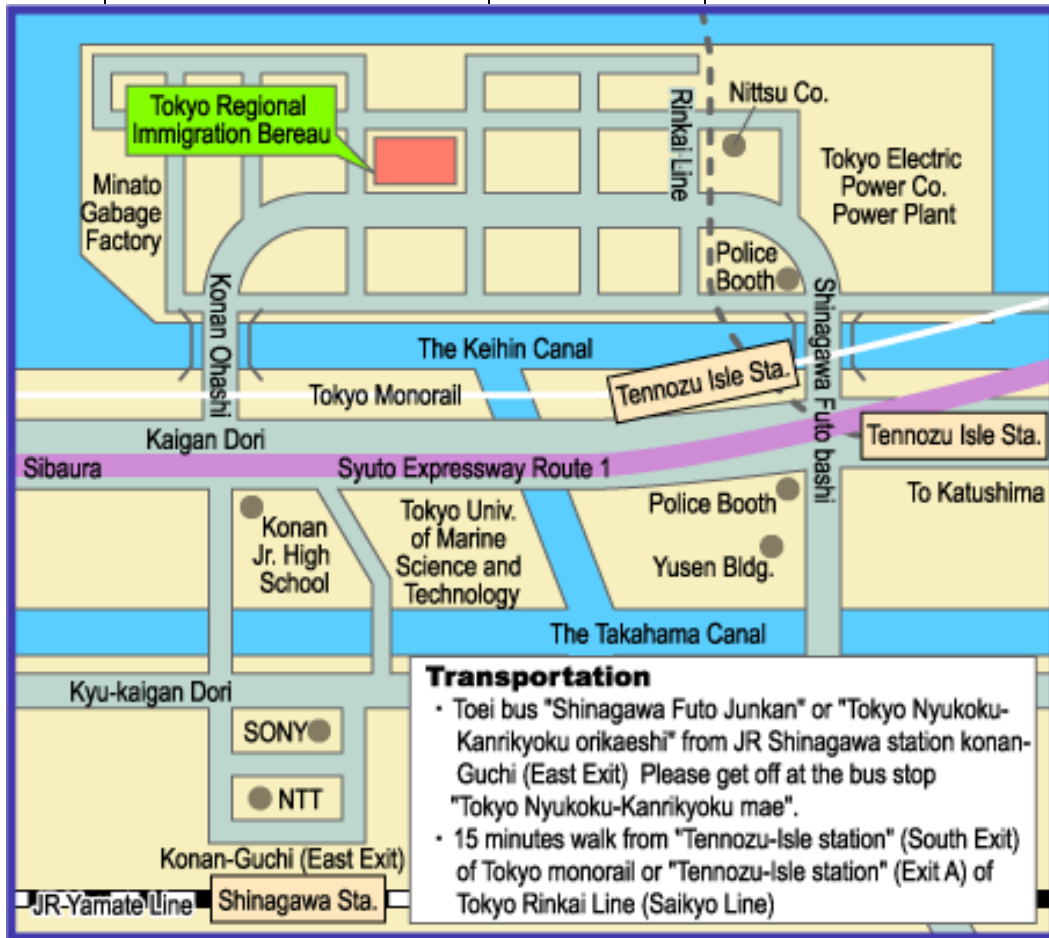 Tokyo Regional
Immigration Bereau
Rinkai Line
Nittsu Co.
Minato
Gabage
Factory
Tokyo Electric
Power Co.
Power Plant
Police
Booth
Konan Ohashi
Shinagawa Futo bashi
The Keihin Canal
Tokyo Monorail
Tennozu Isle Sta.
Kaigan Dori
Tennozu Isle Sta.
Sibaura
Syuto Expressway Route 1
To Katushima
Konan
Jr. High
School
Tokyo Univ.
of Marine
Science and
Technology
Police Booth
Yusen Bldg.
The Takahama Canal
Kyu-kaigan Dori
SONY
NTT
Konan-Guchi (East Exit)
JR-Yamate Line
Shinagawa Sta.
Transportation
· Toei bus "Shinagawa Futo Junkan" or "Tokyo Nyukoku-
Kanrikyoku orikaeshi" from JR Shinagawa station konan-
Guchi (East Exit) Please get off at the bus stop
"Tokyo Nyukoku-Kanrikyoku mae".
· 15 minutes walk from "Tennozu-Isle station" (South Exit)
of Tokyo monorail or "Tennozu-Isle station" (Exit A) of
Tokyo Rinkai Line (Saikyo Line)